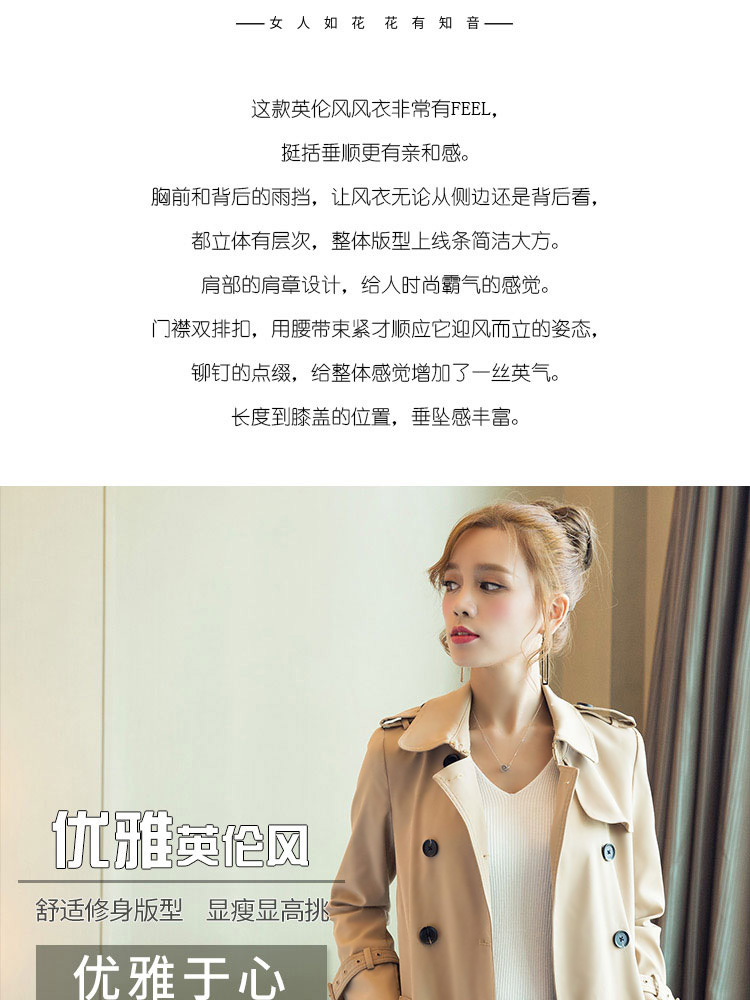 女人如花 花有知音
这款英伦风风衣非常有FEEL，
挺括垂顺更有亲和感。
胸前和背后的雨挡，让风衣无论从侧边还是背后看，
都立体有层次，整体版型上线条简洁大方。
肩部的肩章设计，给人时尚霸气的感觉。
门襟双排扣，用腰带束紧才顺应它迎风而立的姿态，
铆钉的点缀，给整体感觉增加了一丝英气。
长度到膝盖的位置，垂坠感丰富。
优雅英伦风
舒适修身版型 显瘦显高挑
优雅于心